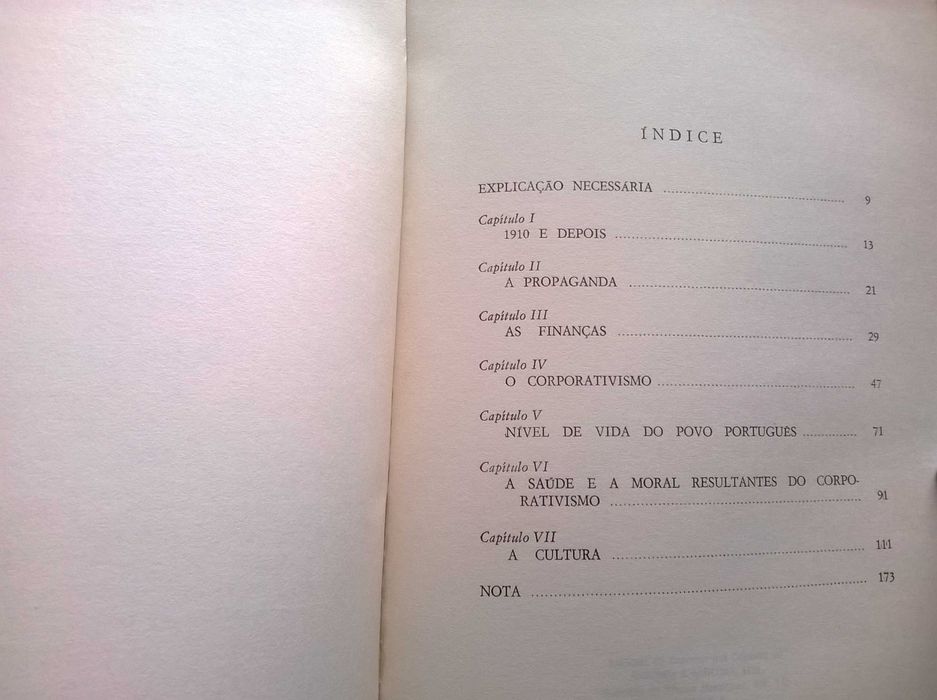 ÍNDICE
EXPLICAÇÃO NECESSÁRIA ........................................ 9
Capítulo I
1910 E DEPOIS ........................................ 13
Capítulo II
A PROPAGANDA ........................................ 21
Capítulo III
AS FINANÇAS ........................................ 29
Capítulo IV
O CORPORATIVISMO ........................................ 47
Capítulo V
NÍVEL DE VIDA DO POVO PORTUGUÊS ............. 71
Capítulo VI
A SAÚDE E A MORAL RESULTANTES DO CORPO-
RATIVISMO ........................................ 91
Capítulo VII
A CULTURA ........................................ 111
NOTA ........................................ 173